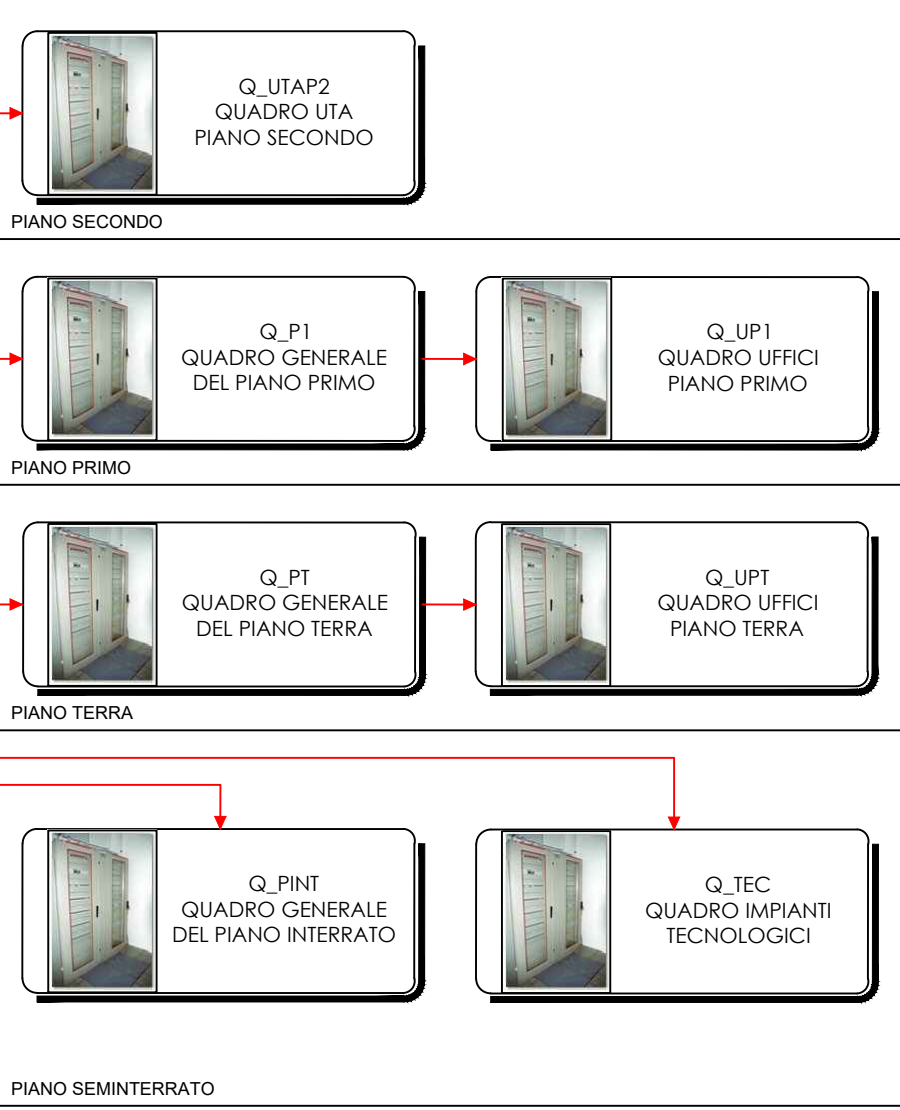 Q_UTAP2
QUADRO UTA
PIANO SECONDO
PIANO SECONDO
Q_P1
QUADRO GENERALE
DEL PIANO PRIMO
Q_UP1
QUADRO UFFICI
PIANO PRIMO
PIANO PRIMO
Q_PT
QUADRO GENERALE
DEL PIANO TERRA
Q_UPT
QUADRO UFFICI
PIANO TERRA
PIANO TERRA
Q_PINT
QUADRO GENERALE
DEL PIANO INTERRATO
Q_TEC
QUADRO IMPIANTI
TECNOLOGICI
PIANO SEMINTERRATO